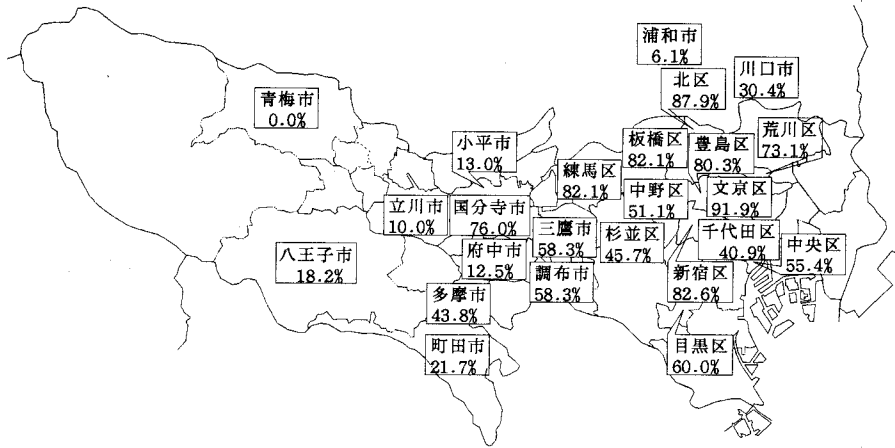 浦和市
6.1%
川口市
30.4%
北区
87.9%
青梅市
0.0%
荒川区
73.1%
小平市
13.0%
板橋区
82.1%
豊島区
80.3%
練馬区
82.1%
中野区
51.1%
文京区
91.9%
立川市
10.0%
国分寺市
76.0%
三鷹市
58.3%
杉並区
45.7%
千代田区
40.9%
中央区
55.4%
八王子市
18.2%
府中市
12.5%
調布市
58.3%
新宿区
82.6%
多摩市
43.8%
町田市
21.7%
目黒区
60.0%